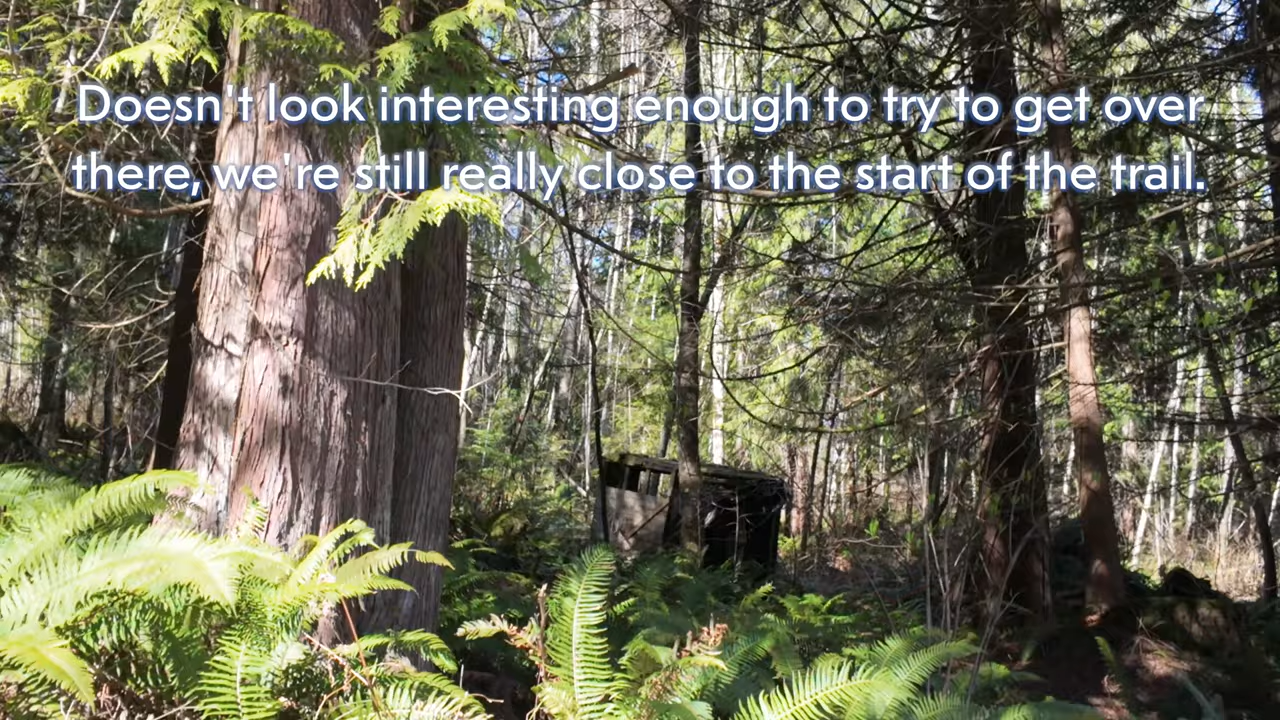 Doesn't look interesting enough to try to get over
there, we're still really close to the start of the trail.